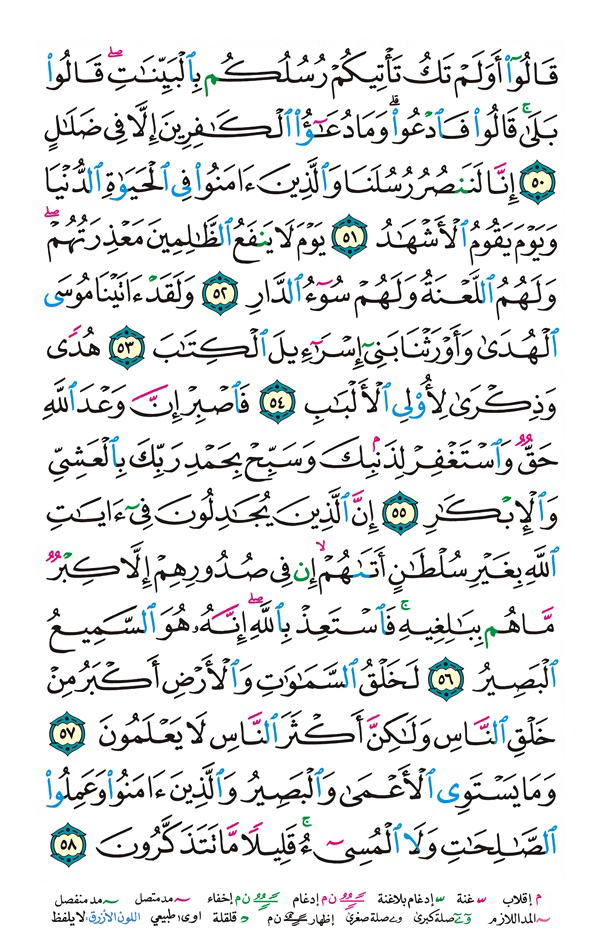 قَالُوٓا۟ أَوَلَمْ تَكُ تَأْتِيكُمْ رُسُلُكُم بِٱلْبَيِّنَٰتِ ۖ قَالُوا۟
بَلَىٰ ۚ قَالُوا۟ فَٱدْعُوا۟ ۗ وَمَا دُعَٰٓؤُا۟ ٱلْكَٰفِرِينَ إِلَّا فِى ضَلَٰلٍ
٥٠ إِنَّا لَنَنصُرُ رُسُلَنَا وَٱلَّذِينَ ءَامَنُوا۟ فِى ٱلْحَيَوٰةِ ٱلدُّنْيَا
وَيَوْمَ يَقُومُ ٱلْأَشْهَٰدُ ٥١ يَوْمَ لَا يَنفَعُ ٱلظَّٰلِمِينَ مَعْذِرَتُهُمْ ۖ
وَلَهُمُ ٱللَّعْنَةُ وَلَهُمْ سُوٓءُ ٱلدَّارِ ٥٢ وَلَقَدْ ءَاتَيْنَا مُوسَى
ٱلْهُدَىٰ وَأَوْرَثْنَا بَنِىٓ إِسْرَٰٓءِيلَ ٱلْكِتَٰبَ ٥٣ هُدًى
وَذِكْرَىٰ لِأُو۟لِى ٱلْأَلْبَٰبِ ٥٤ فَٱصْبِرْ إِنَّ وَعْدَ ٱللَّهِ
حَقٌّ وَٱسْتَغْفِرْ لِذَنۢبِكَ وَسَبِّحْ بِحَمْدِ رَبِّكَ بِٱلْعَشِىِّ
وَٱلْإِبْكَٰرِ ٥٥ إِنَّ ٱلَّذِينَ يُجَٰدِلُونَ فِىٓ ءَايَٰتِ
ٱللَّهِ بِغَيْرِ سُلْطَٰنٍ أَتَىٰهُمْ ۙ إِن فِى صُدُورِهِمْ إِلَّا كِبْرٌ
مَّا هُم بِبَٰلِغِيهِ ۚ فَٱسْتَعِذْ بِٱللَّهِ ۖ إِنَّهُۥ هُوَ ٱلسَّمِيعُ
ٱلْبَصِيرُ ٥٦ لَخَلْقُ ٱلسَّمَٰوَٰتِ وَٱلْأَرْضِ أَكْبَرُ مِنْ
خَلْقِ ٱلنَّاسِ وَلَٰكِنَّ أَكْثَرَ ٱلنَّاسِ لَا يَعْلَمُونَ ٥٧
وَمَا يَسْتَوِى ٱلْأَعْمَىٰ وَٱلْبَصِيرُ وَٱلَّذِينَ ءَامَنُوا۟ وَعَمِلُوا۟
ٱلصَّٰلِحَٰتِ وَلَا ٱلْمُسِىٓءُ ۚ قَلِيلًا مَّا تَتَذَكَّرُونَ ٥٨
م إقلاب غنة إدغام بلاغنة ن م إدغام ن م إخفاء مد متصل مد منفصل
المد اللازم صلة كبرى صلة صغرى إظهار ن م قلقلة اوى طبيعي اللون الأزرق: لا يلفظ